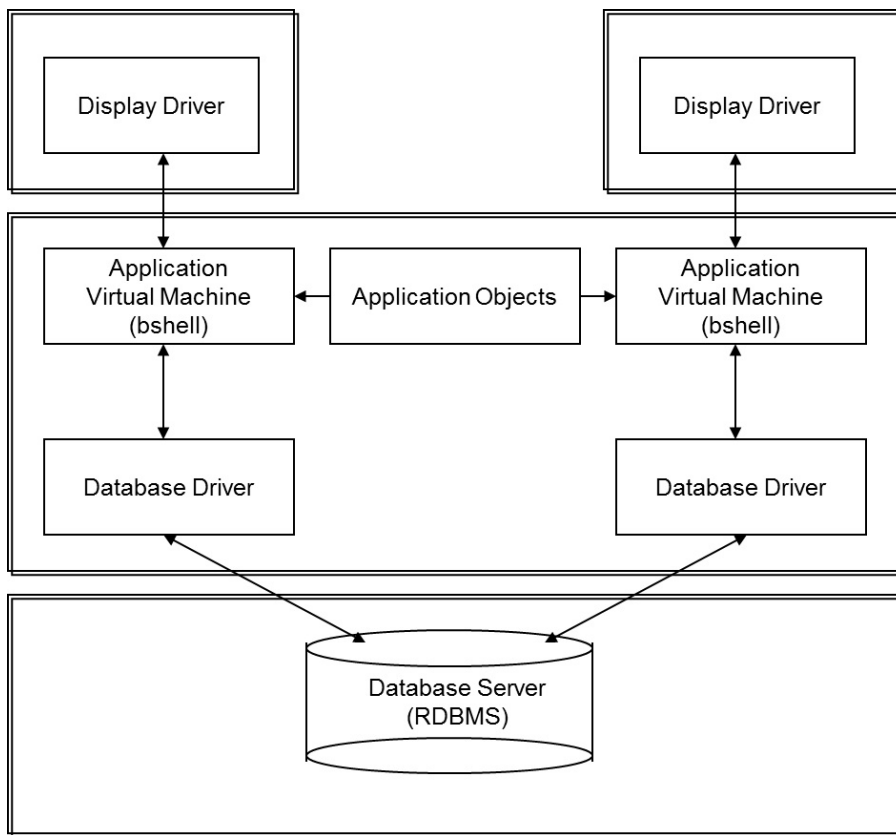 Display Driver
Display Driver
Application
Virtual Machine
(bshell)
Application Objects
Application
Virtual Machine
(bshell)
Database Driver
Database Driver
Database Server
(RDBMS)